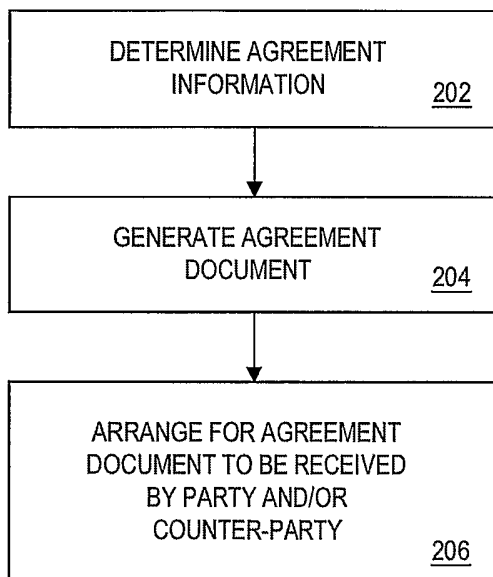 DETERMINE AGREEMENT
INFORMATION
202
GENERATE AGREEMENT
DOCUMENT
204
ARRANGE FOR AGREEMENT
DOCUMENT TO BE RECEIVED
BY PARTY AND/OR
COUNTER-PARTY
206